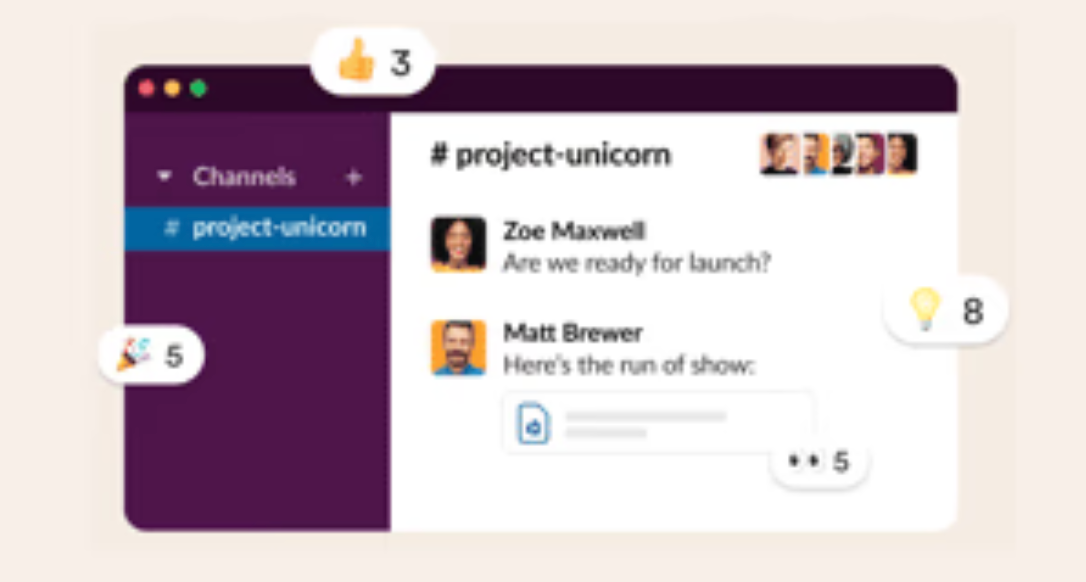 👍 3
Channels +
# project-unicorn
🎉 5
# project-unicorn
Zoe Maxwell
Are we ready for launch?
Matt Brewer
Here's the run of show:
💡 8
👀 5